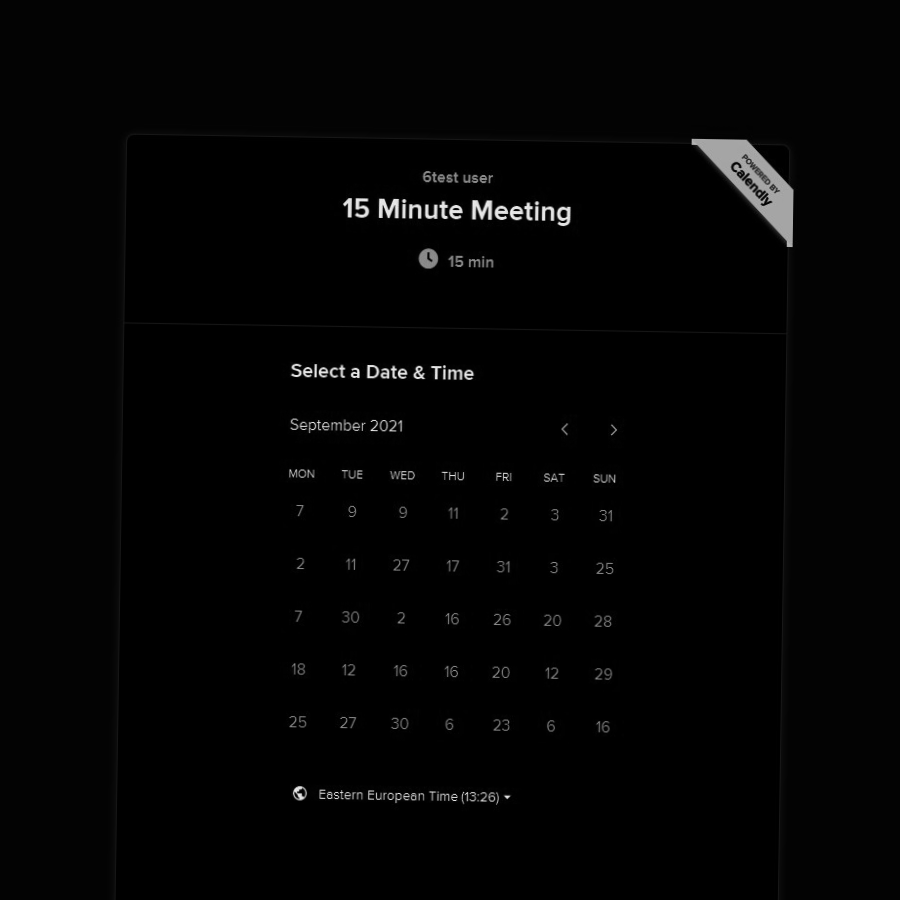 POWERED BY
Calendly
6test user
15 Minute Meeting
15 min
Select a Date & Time
September 2021
MON TUE WED THU FRI SAT SUN
7 9 9 11 2 3 31
2 11 27 17 31 3 25
7 30 2 16 26 20 28
18 12 16 16 20 12 29
25 27 30 6 23 6 16
Eastern European Time (13:26)